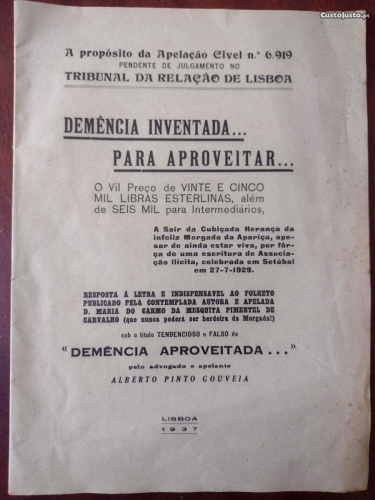 CustoJusto.pt
A propósito da Apelação Civel n.º 6.919
PENDENTE DE JULGAMENTO NO
TRIBUNAL DA RELAÇÃO DE LISBOA
DEMÊNCIA INVENTADA...
PARA APROVEITAR...
O Vil Preço de VINTE E CINCO
MIL LIBRAS ESTERLINAS, além
de SEIS MIL para Intermediários,
A Sair da Cubiçada Herança da
infeliz Morgada da Apariça, ape-
sar de ainda estar viva, por fôr-
ça de uma escritura de Associa-
ção Ilícita, celebrada em Setúbal
em 27-7-1929.
RESPOSTA Á LETRA E INDISPENSAVEL AO FOLHETO
PUBLICADO PELA CONTEMPLADA AUTORA E APELADA
D. MARIA DO CARMO DA MESQUITA PIMENTEL DE
CARVALHO (que nunca poderá ser herdeira da Morgada!)
sob o título TENDENCIOSO e FALSO de
“DEMÊNCIA APROVEITADA...”
pelo advogado e apelante
ALBERTO PINTO GOUVEIA
LISBOA
1937